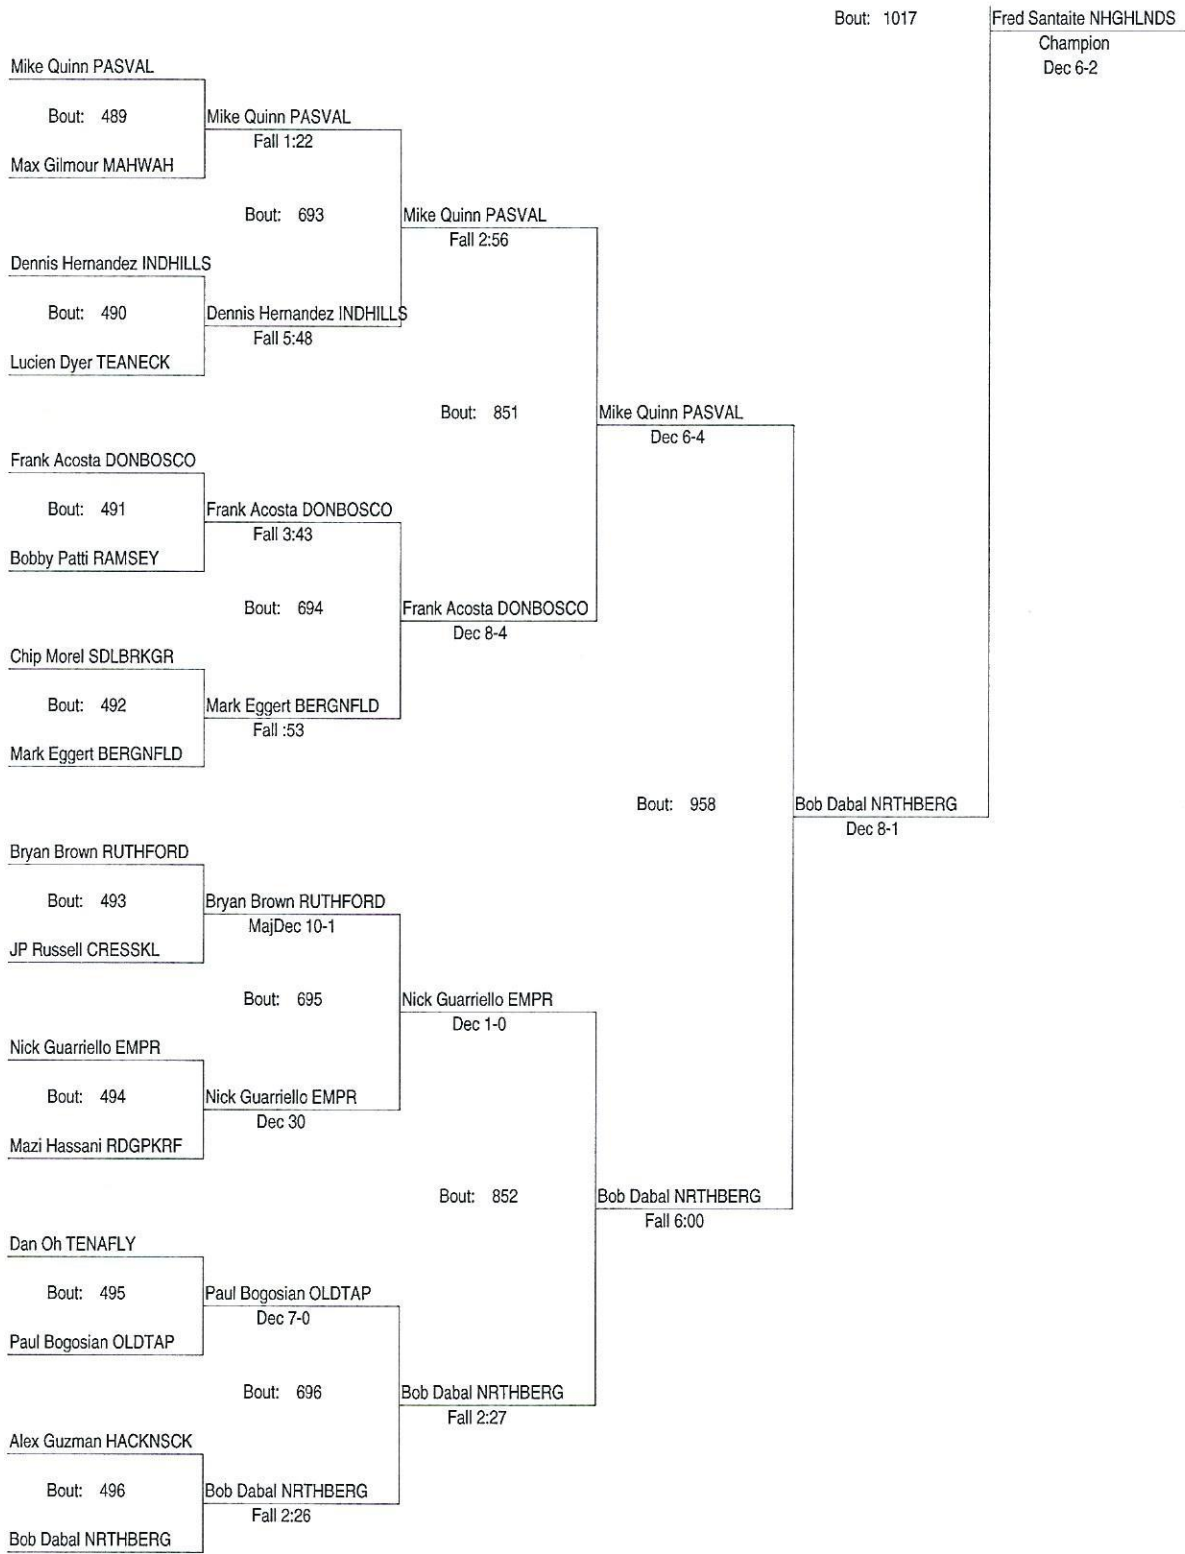 Bout: 1017
Fred Santaite NHGHLNDS
Champion
Dec 6-2
Mike Quinn PASVAL
Bout: 489
Mike Quinn PASVAL
Fall 1:22
Max Gilmour MAHWAH
Bout: 693
Mike Quinn PASVAL
Fall 2:56
Dennis Hernandez INDHILLS
Bout: 490
Dennis Hernandez INDHILLS
Fall 5:48
Lucien Dyer TEANECK
Bout: 851
Mike Quinn PASVAL
Dec 6-4
Frank Acosta DONBOSCO
Bout: 491
Frank Acosta DONBOSCO
Fall 3:43
Bobby Patti RAMSEY
Bout: 694
Frank Acosta DONBOSCO
Dec 8-4
Chip Morel SDLBRKGR
Bout: 492
Mark Eggert BERGNFLD
Fall :53
Mark Eggert BERGNFLD
Bout: 958
Bob Dabal NRTHBERG
Dec 8-1
Bryan Brown RUTHFORD
Bout: 493
Bryan Brown RUTHFORD
MajDec 10-1
JP Russell CRESSKL
Bout: 695
Nick Guarriello EMPR
Dec 1-0
Nick Guarriello EMPR
Bout: 494
Nick Guarriello EMPR
Dec 30
Mazi Hassani RDGPKRF
Bout: 852
Bob Dabal NRTHBERG
Fall 6:00
Dan Oh TENAFLY
Bout: 495
Paul Bogosian OLDTAP
Dec 7-0
Paul Bogosian OLDTAP
Bout: 696
Bob Dabal NRTHBERG
Fall 2:27
Alex Guzman HACKNSCK
Bout: 496
Bob Dabal NRTHBERG
Fall 2:26
Bob Dabal NRTHBERG